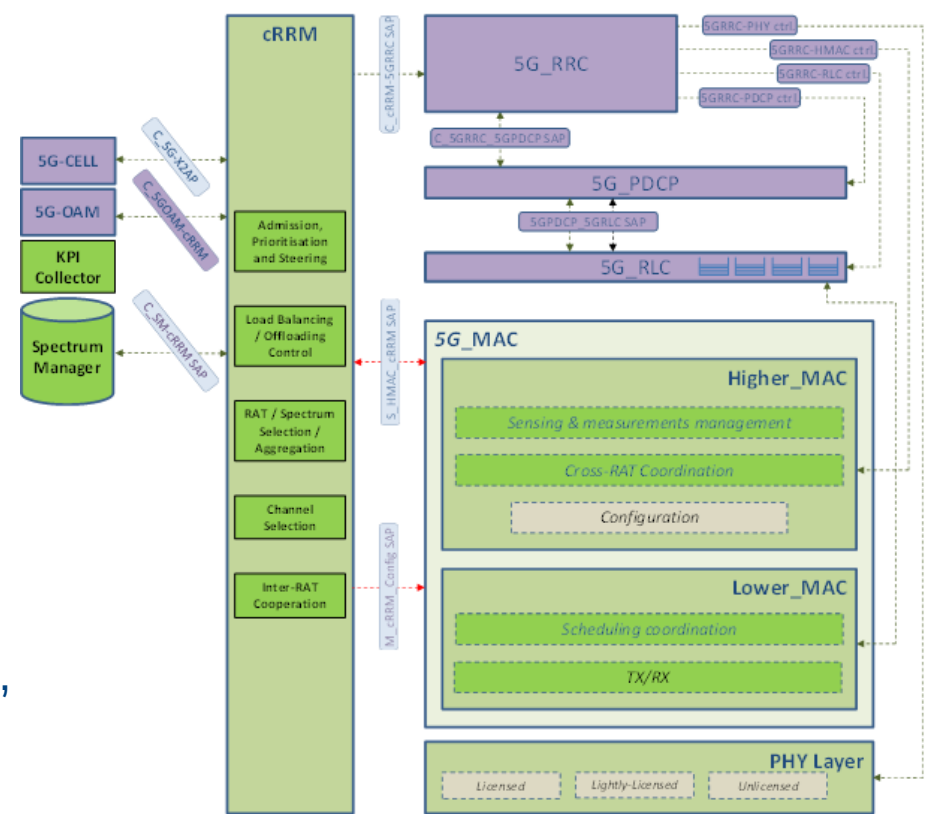 cRRM
C_cRRM-5GRRC SAP
5G_RRC
5GRRC-PHY ctrl.
5GRRC-HMAC ctrl.
5GRRC-RLC ctrl.
5GRRC-PDCP ctrl.
C_5GRRC_5GPDCP SAP
5G-CELL
C_5G-X2AP
5G-OAM
C_5GOAM-cRRM
KPI
Collector
Spectrum
Manager
C_SM-cRRM SAP
Admission,
Prioritisation
and Steering
Load Balancing
/ Offloading
Control
RAT / Spectrum
Selection /
Aggregation
Channel
Selection
Inter-RAT
Cooperation
5G_PDCP
5GPDCP_5GRLC SAP
5G_RLC
S_HMAC_cRRM SAP
M_cRRM_Config SAP
5G_MAC
Higher_MAC
Sensing & measurements management
Cross-RAT Coordination
Configuration
Lower_MAC
Scheduling coordination
TX/RX
PHY Layer
Licensed
Lightly-Licensed
Unlicensed
,